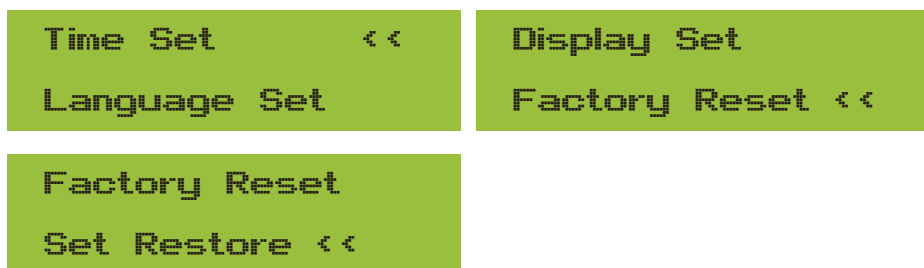 Time Set <<
Language Set
Display Set
Factory Reset <<
Factory Reset
Set Restore <<